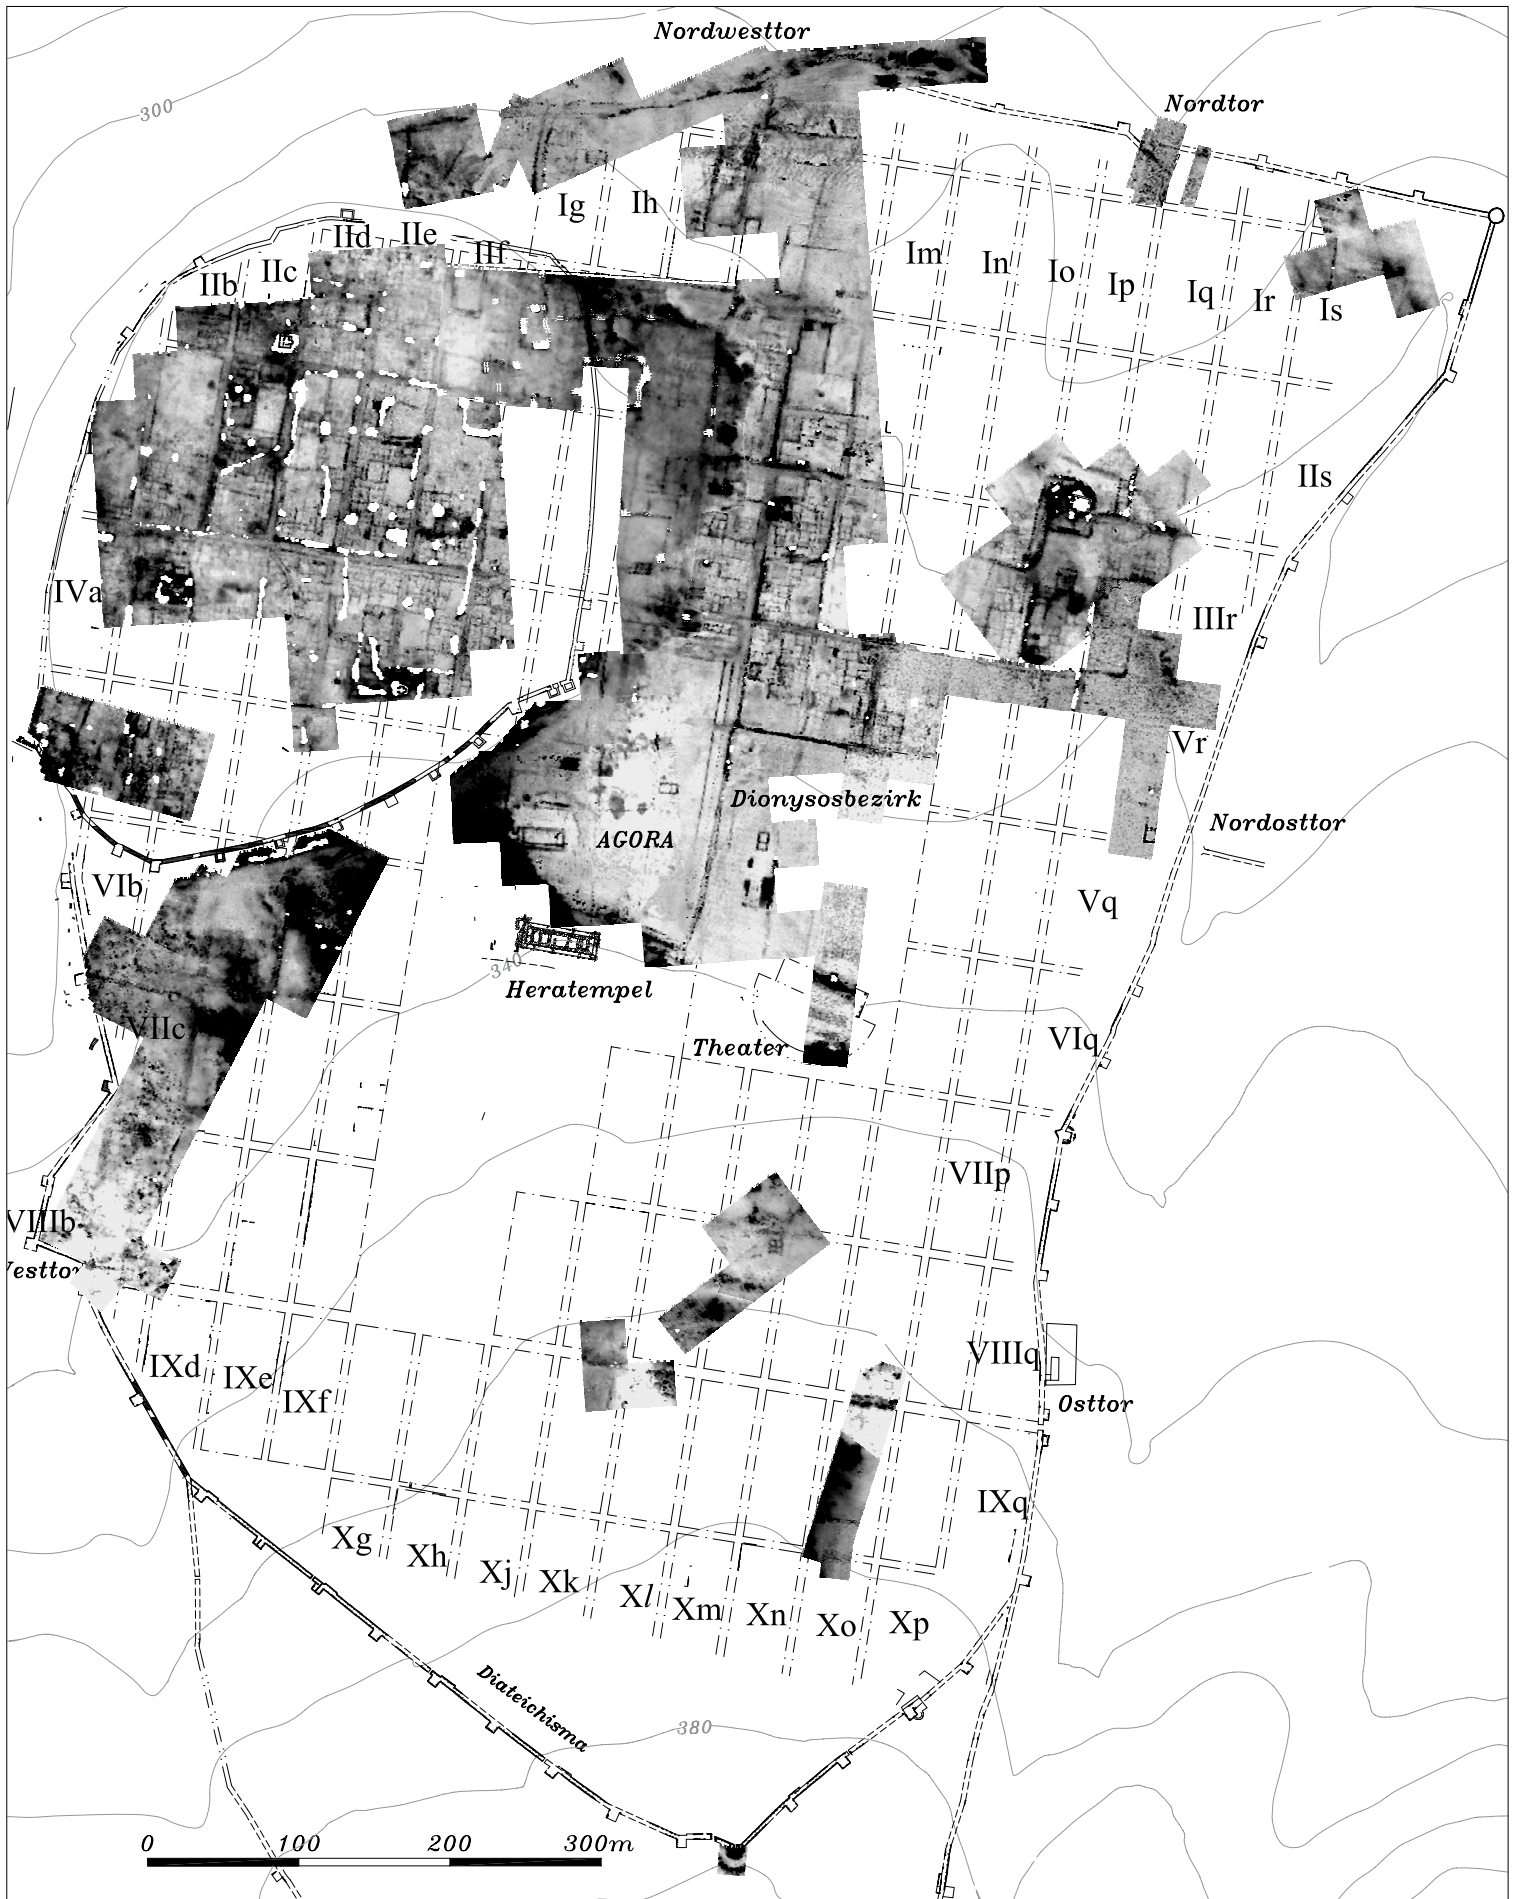 Nordwesttor
300
Nordtor
Ig
Ih
IId
IIe
IIf
Im
In
Io
Ip
Iq
Ir
Is
IIb
IIc
IIs
IVa
IIIr
Vr
Dionysosbezirk
AGORA
Nordosttor
VIb
Vq
340
Heratempel
VIIc
Theater
VIq
VIIp
VIIIb
Westtor
IXd
IXe
IXf
VIIIq
Osttor
IXq
Xg
Xh
Xj
Xk
Xl
Xm
Xn
Xo
Xp
Diateichisma
380
0 100 200 300m